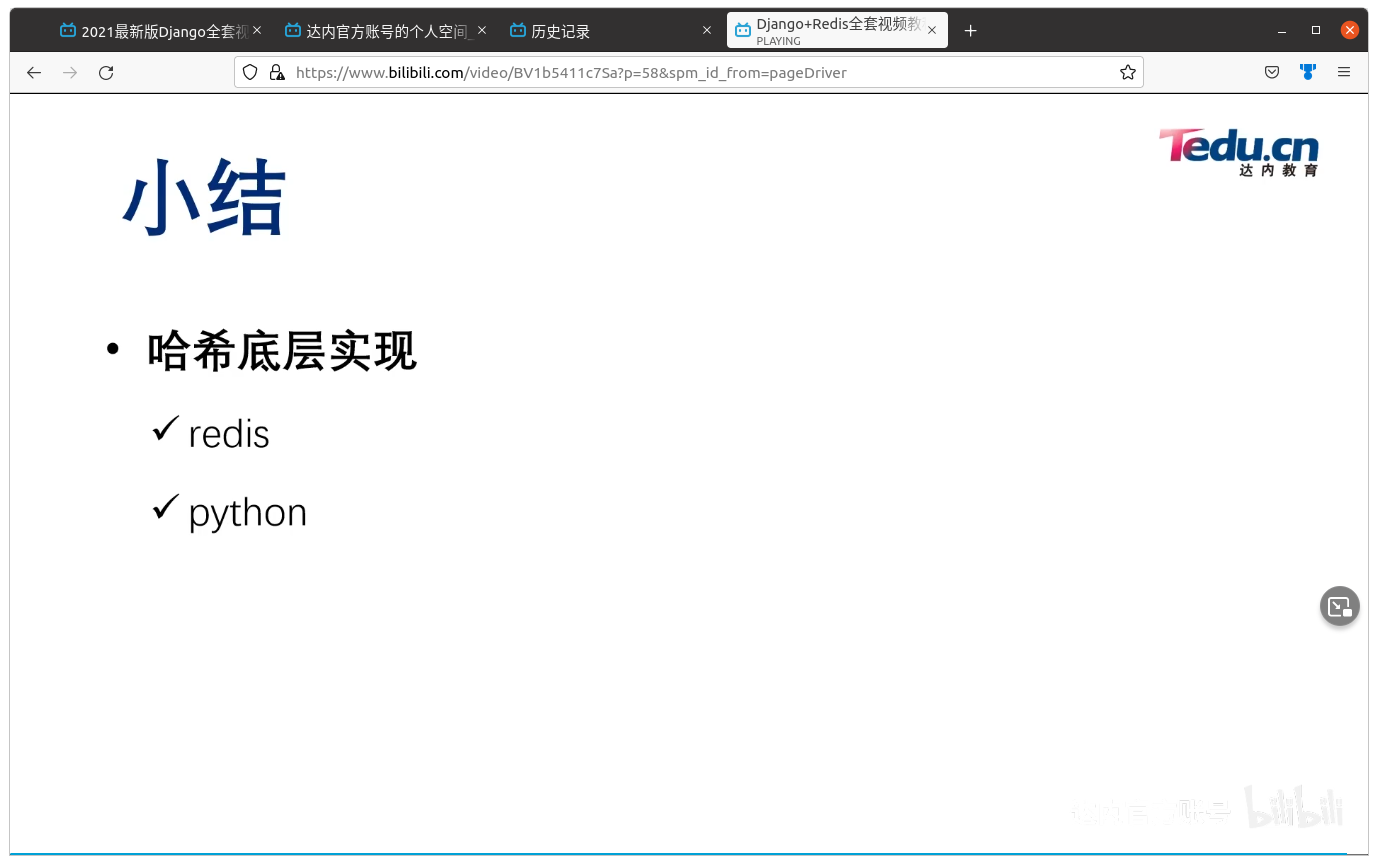 2021最新版Django全套视
达内官方账号的个人空间_
历史记录
Django+Redis全套视频教
PLAYING
https://www.bilibili.com/video/BV1b5411c7Sa?p=58&spm_id_from=pageDriver
Tedu.cn
达内教育
小结
• 哈希底层实现
✓ redis
✓ python
达内官方账号 bilibili